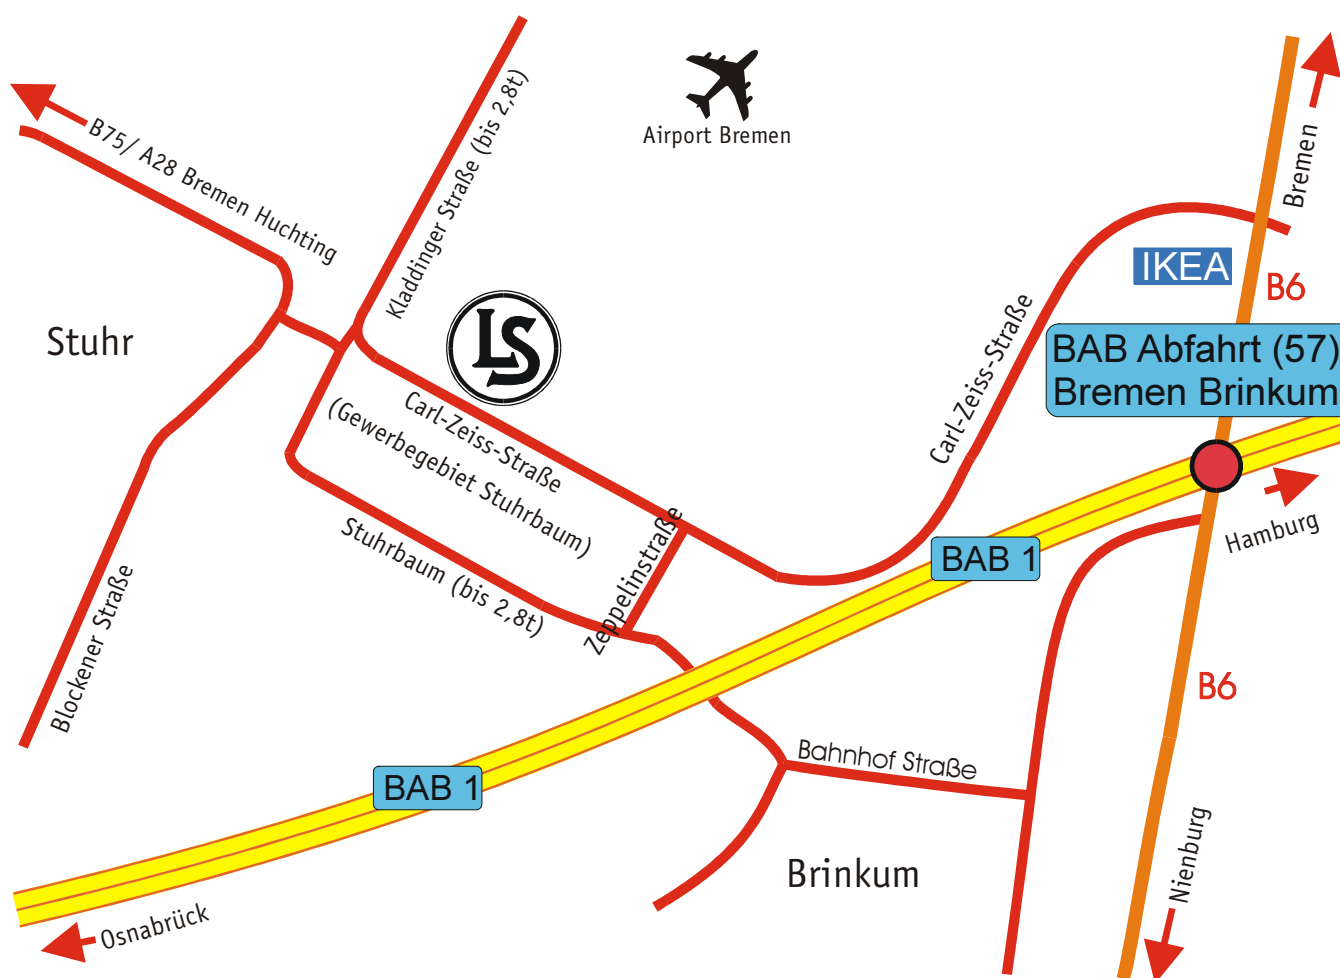 B75/ A28 Bremen Huchting
Kladdinger Straße (bis 2,8t)
Airport Bremen
Bremen
IKEA
B6
Stuhr
LS
BAB Abfahrt (57)
Bremen Brinkum
Carl-Zeiss-Straße
(Gewerbegebiet Stuhrbaum)
Carl-Zeiss-Straße
Stuhrbaum (bis 2,8t)
Zeppelinstraße
BAB 1
Hamburg
Blockener Straße
B6
BAB 1
Bahnhof Straße
Brinkum
Nienburg
Osnabrück